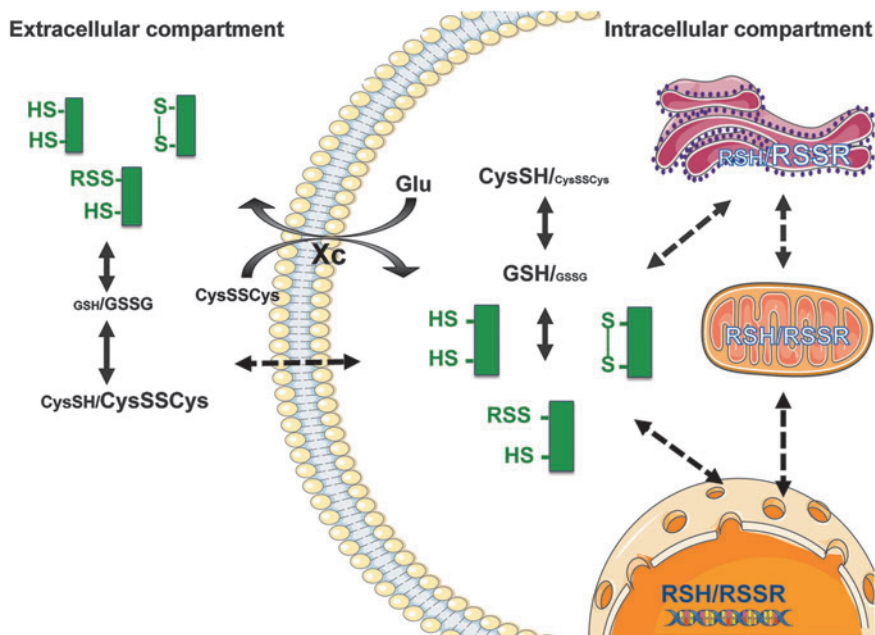 Extracellular compartment
Intracellular compartment
HS
HS
S
S
RSS
HS
GSH/GSSG
CysSH/CysSSCys
Glu
Xc
CysSSCys
CysSH/CysSSCys
GSH/GSSG
HS
HS
S
S
RSS
HS
RSH/RSSR
RSH/RSSR
RSH/RSSR